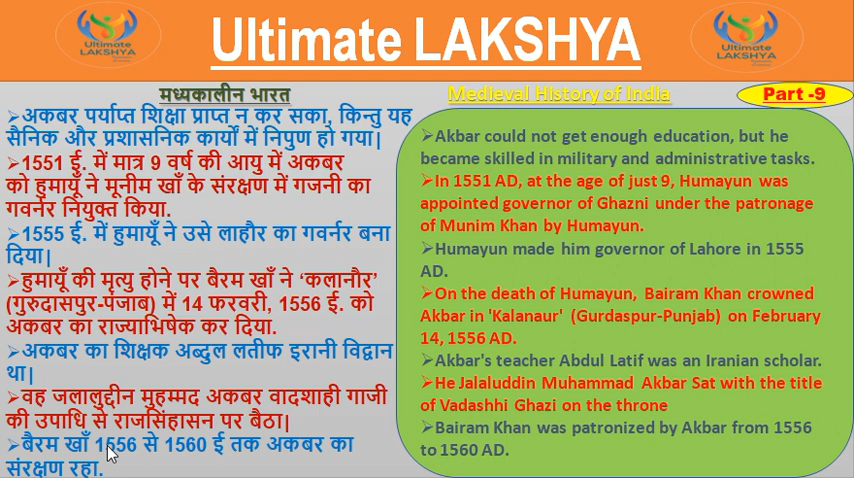 Ultimate
LAKSHYA
Ultimate LAKSHYA
Ultimate
LAKSHYA
मध्यकालीन भारत
➢अकबर पर्याप्त शिक्षा प्राप्त न कर सका, किन्तु यह
सैनिक और प्रशासनिक कार्यों में निपुण हो गया|
➢1551 ई. में मात्र 9 वर्ष की आयु में अकबर
को हुमायूँ ने मूनीम खाँ के संरक्षण में गजनी का
गवर्नर नियुक्त किया.
➢1555 ई. में हुमायूँ ने उसे लाहौर का गवर्नर बना
दिया|
➢हुमायूँ की मृत्यु होने पर बैरम खाँ ने ‘कलानौर’
(गुरुदासपुर-पंजाब) में 14 फरवरी, 1556 ई. को
अकबर का राज्याभिषेक कर दिया.
➢अकबर का शिक्षक अब्दुल लतीफ इरानी विद्वान
था|
➢वह जलालुद्दीन मुहम्मद अकबर वादशाही गाजी
की उपाधि से राजसिंहासन पर बैठा|
➢बैरम खाँ 1556 से 1560 ई तक अकबर का
संरक्षण रहा.
Medieval History of India
Part -9
➢Akbar could not get enough education, but he
became skilled in military and administrative tasks.
➢In 1551 AD, at the age of just 9, Humayun was
appointed governor of Ghazni under the patronage
of Munim Khan by Humayun.
➢Humayun made him governor of Lahore in 1555
AD.
➢On the death of Humayun, Bairam Khan crowned
Akbar in 'Kalanaur' (Gurdaspur-Punjab) on February
14, 1556 AD.
➢Akbar's teacher Abdul Latif was an Iranian scholar.
➢He Jalaluddin Muhammad Akbar Sat with the title
of Vadashhi Ghazi on the throne
➢Bairam Khan was patronized by Akbar from 1556
to 1560 AD.